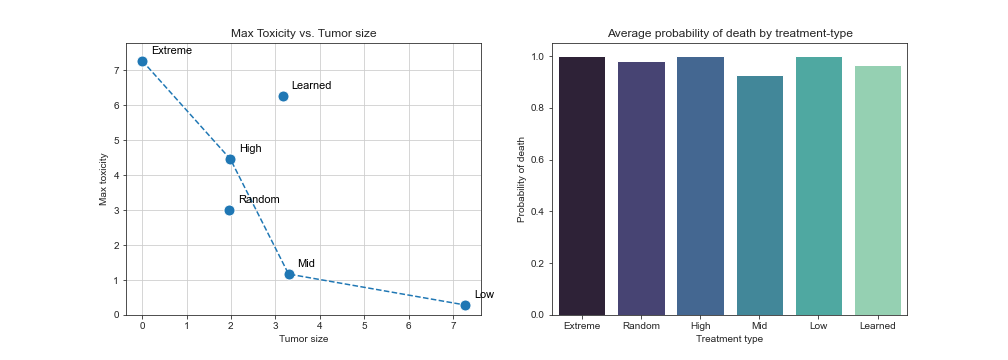 Max Toxicity vs. Tumor size
Extreme
Learned
High
Random
Mid
Low
7
6
5
4
3
2
1
0
Max toxicity
0 1 2 3 4 5 6 7
Tumor size
Average probability of death by treatment-type
1.0
0.8
0.6
0.4
0.2
0.0
Probability of death
Extreme Random High Mid Low Learned
Treatment type